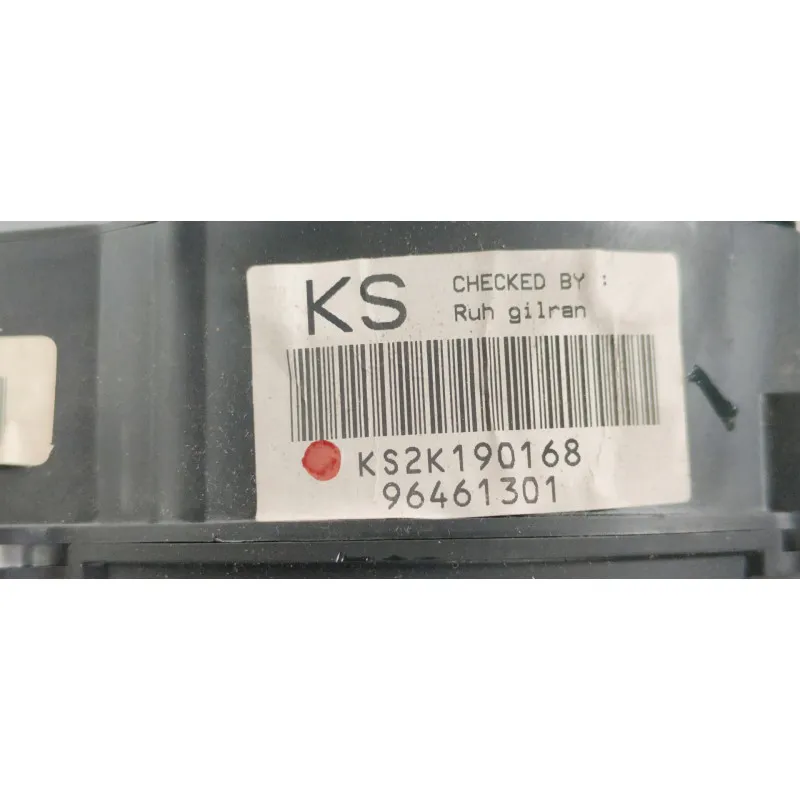 KS
CHECKED BY :
Ruh gilran
KS2K190168
96461301